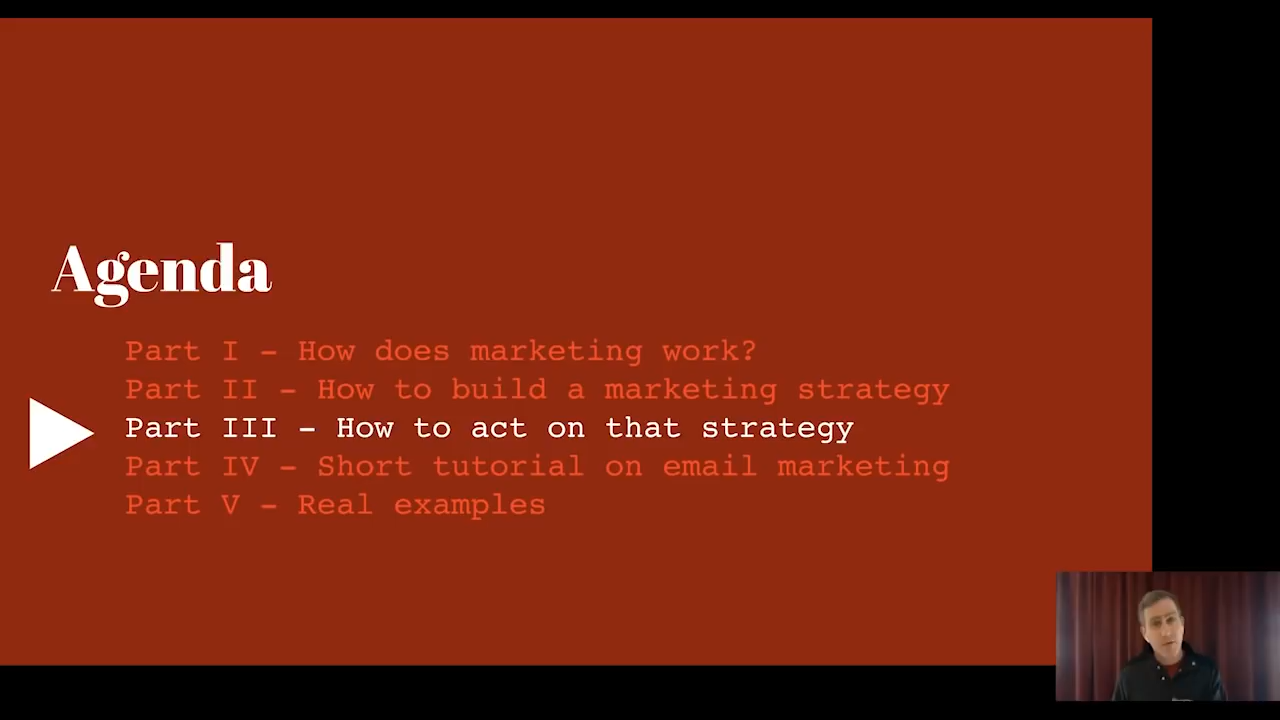 Agenda
Part I - How does marketing work?
Part II - How to build a marketing strategy
Part III - How to act on that strategy
Part IV - Short tutorial on email marketing
Part V - Real examples